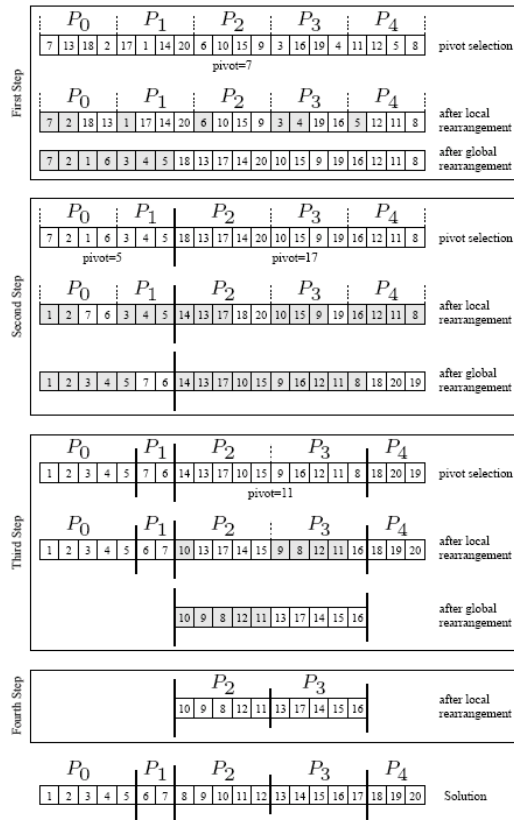 First Step
P0 P1 P2 P3 P4
7 13 18 2 17 1 14 20 6 10 15 9 3 16 19 4 11 12 5 8 pivot selection
pivot=7
P0 P1 P2 P3 P4
7 2 18 13 1 17 14 20 6 10 15 9 3 4 19 16 5 12 11 8 after local rearrangement
7 2 1 6 3 4 5 18 13 17 14 20 10 15 9 19 16 12 11 8 after global rearrangement
Second Step
P0 P1 P2 P3 P4
7 2 1 6 3 4 5 18 13 17 14 20 10 15 9 19 16 12 11 8 pivot selection
pivot=5 pivot=17
P0 P1 P2 P3 P4
1 2 7 6 3 4 5 14 13 17 18 20 10 15 9 19 16 12 11 8 after local rearrangement
1 2 3 4 5 7 6 14 13 17 10 15 9 16 12 11 8 18 20 19 after global rearrangement
Third Step
P0 P1 P2 P3 P4
1 2 3 4 5 7 6 14 13 17 10 15 9 16 12 11 8 18 20 19 pivot selection
pivot=11
P0 P1 P2 P3 P4
1 2 3 4 5 6 7 10 13 17 14 15 9 8 12 11 16 18 19 20 after local rearrangement
10 9 8 12 11 13 17 14 15 16 after global rearrangement
Fourth Step
P2 P3
10 9 8 12 11 13 17 14 15 16 after local rearrangement
P0 P1 P2 P3 P4
1 2 3 4 5 6 7 8 9 10 11 12 13 14 15 16 17 18 19 20 Solution